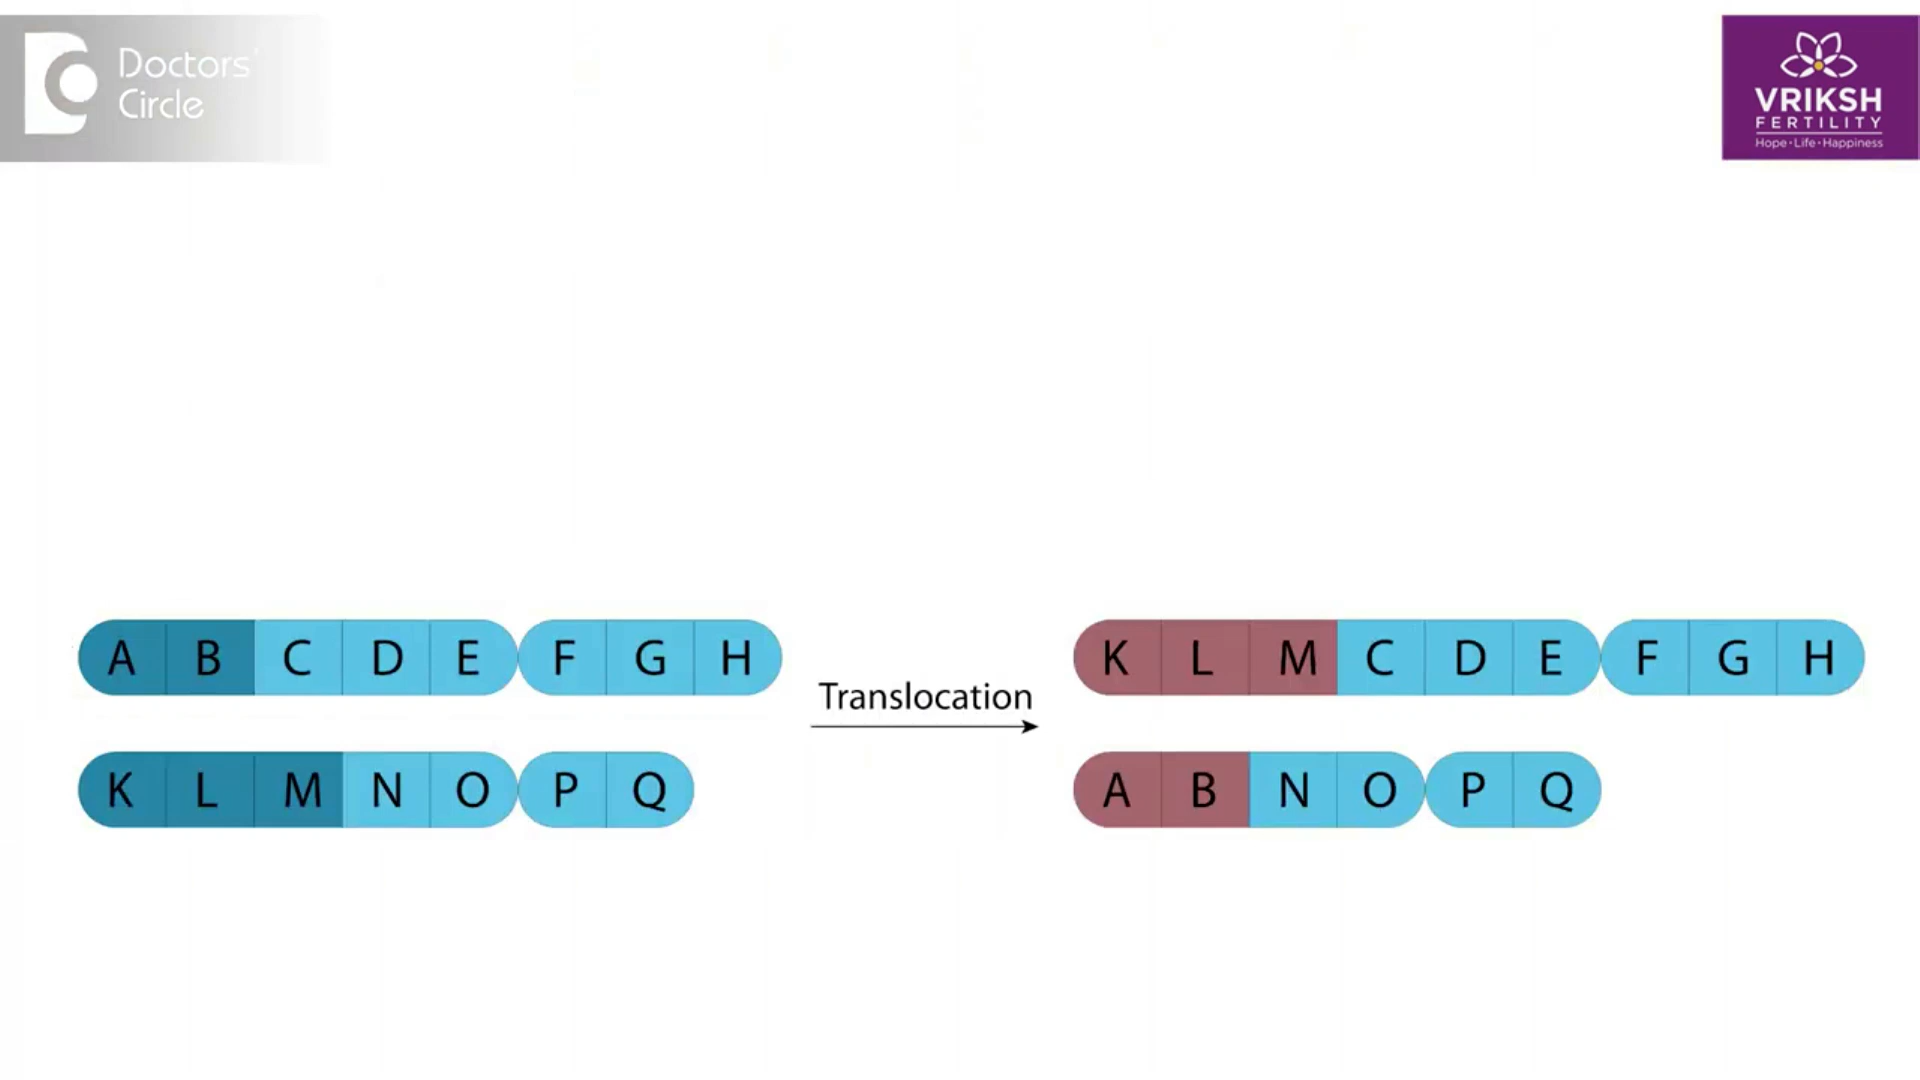 Doctors'
Circle
VRIKSH
FERTILITY
Hope·Life·Happiness
A B C D E F G H
K L M N O P Q
Translocation
K L M C D E F G H
A B N O P Q